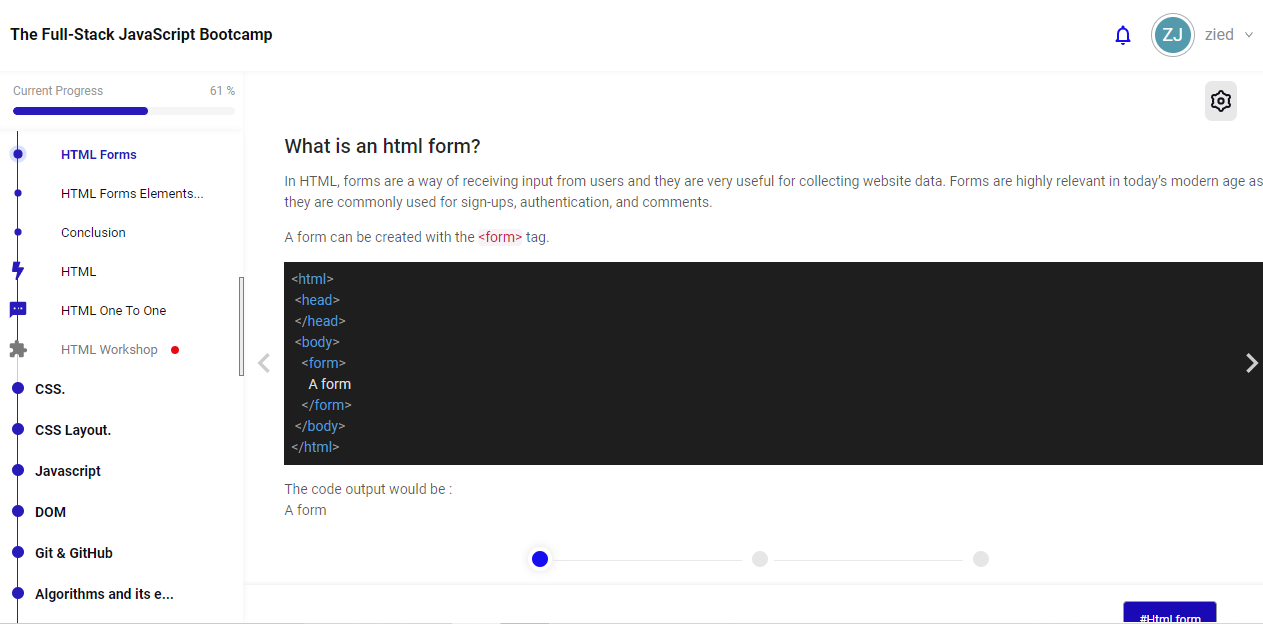 The Full-Stack JavaScript Bootcamp
ZJ
zied
Current Progress
61 %
HTML Forms
HTML Forms Elements...
Conclusion
HTML
HTML One To One
HTML Workshop
CSS.
CSS Layout.
Javascript
DOM
Git & GitHub
Algorithms and its e...
What is an html form?
In HTML, forms are a way of receiving input from users and they are very useful for collecting website data. Forms are highly relevant in today's modern age as
they are commonly used for sign-ups, authentication, and comments.
A form can be created with the <form> tag.
<html>
<head>
</head>
<body>
<form>
A form
</form>
</body>
</html>
The code output would be :
A form
#Html form